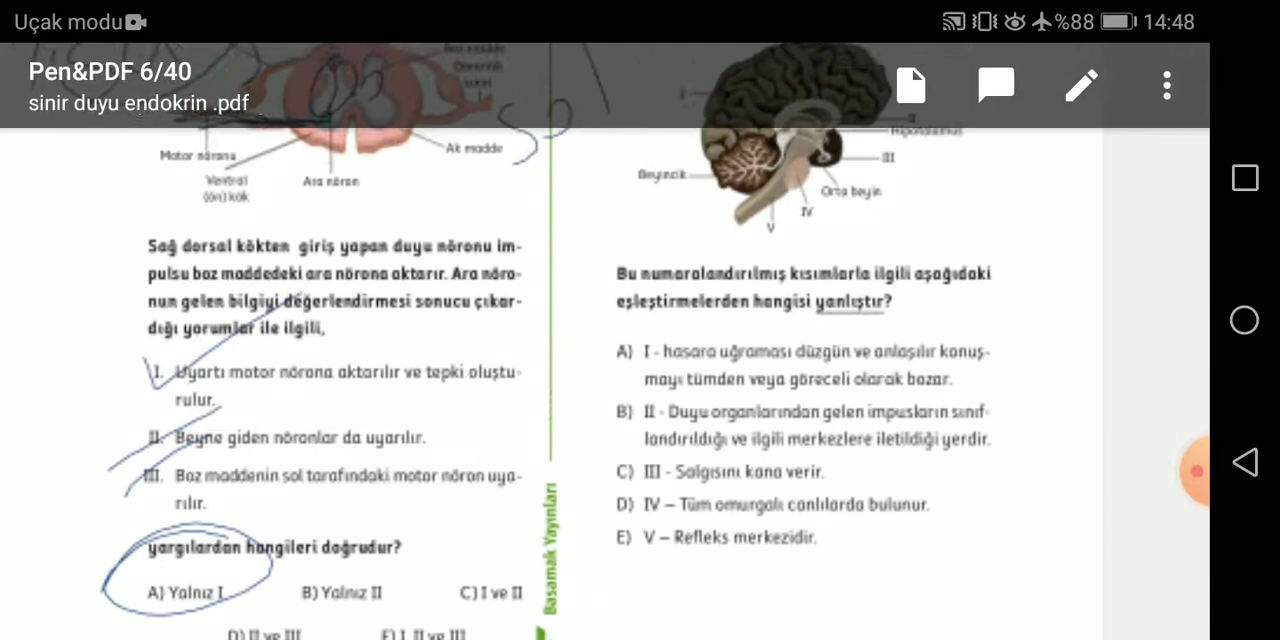 Uçak modu
%88 14:48
Pen&PDF 6/40
sinir duyu endokrin .pdf
Boz madde
Omurilik
Motor nöronu
Ventral
(ön) kök
Ara nöron
Ak madde
Sağ dorsal kökten giriş yapan duyu nöronu im-
pulsu boz maddedeki ara nörona aktarır. Ara nöro-
nun gelen bilgiyi değerlendirmesi sonucu çıkar-
dığı yorumlar ile ilgili,
I. Uyartı motor nörona aktarılır ve tepki oluştu-
rulur.
II. Beyne giden nöronlar da uyarılır.
III. Boz maddenin sol tarafındaki motor nöron uya-
rılır.
yargılardan hangileri doğrudur?
A) Yalnız I B) Yalnız II C) I ve II
D) II ve III E) I, II ve III
Basamak Yayınları
I
II
Hipotalamus
III
Beyincik
Orta beyin
IV
V
Bu numaralandırılmış kısımlarla ilgili aşağıdaki
eşleştirmelerden hangisi yanlıştır?
A) I - hasara uğraması düzgün ve anlaşılır konuş-
mayı tümden veya göreceli olarak bozar.
B) II - Duyu organlarından gelen impusların sınıf-
landırıldığı ve ilgili merkezlere iletildiği yerdir.
C) III - Salgısını kana verir.
D) IV – Tüm omurgalı canlılarda bulunur.
E) V – Refleks merkezidir.